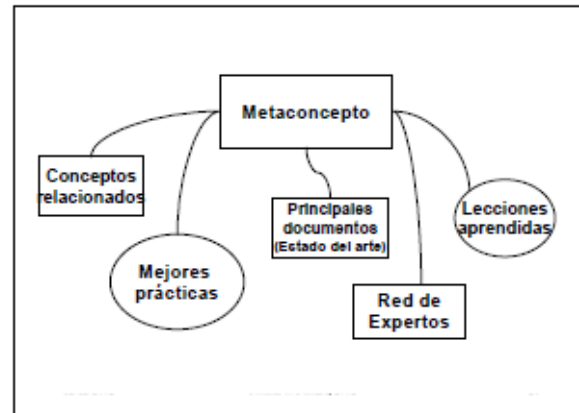 Metaconcepto
Conceptos
relacionados
Principales
documentos
(Estado del arte)
Lecciones
aprendidas
Mejores
prácticas
Red de
Expertos